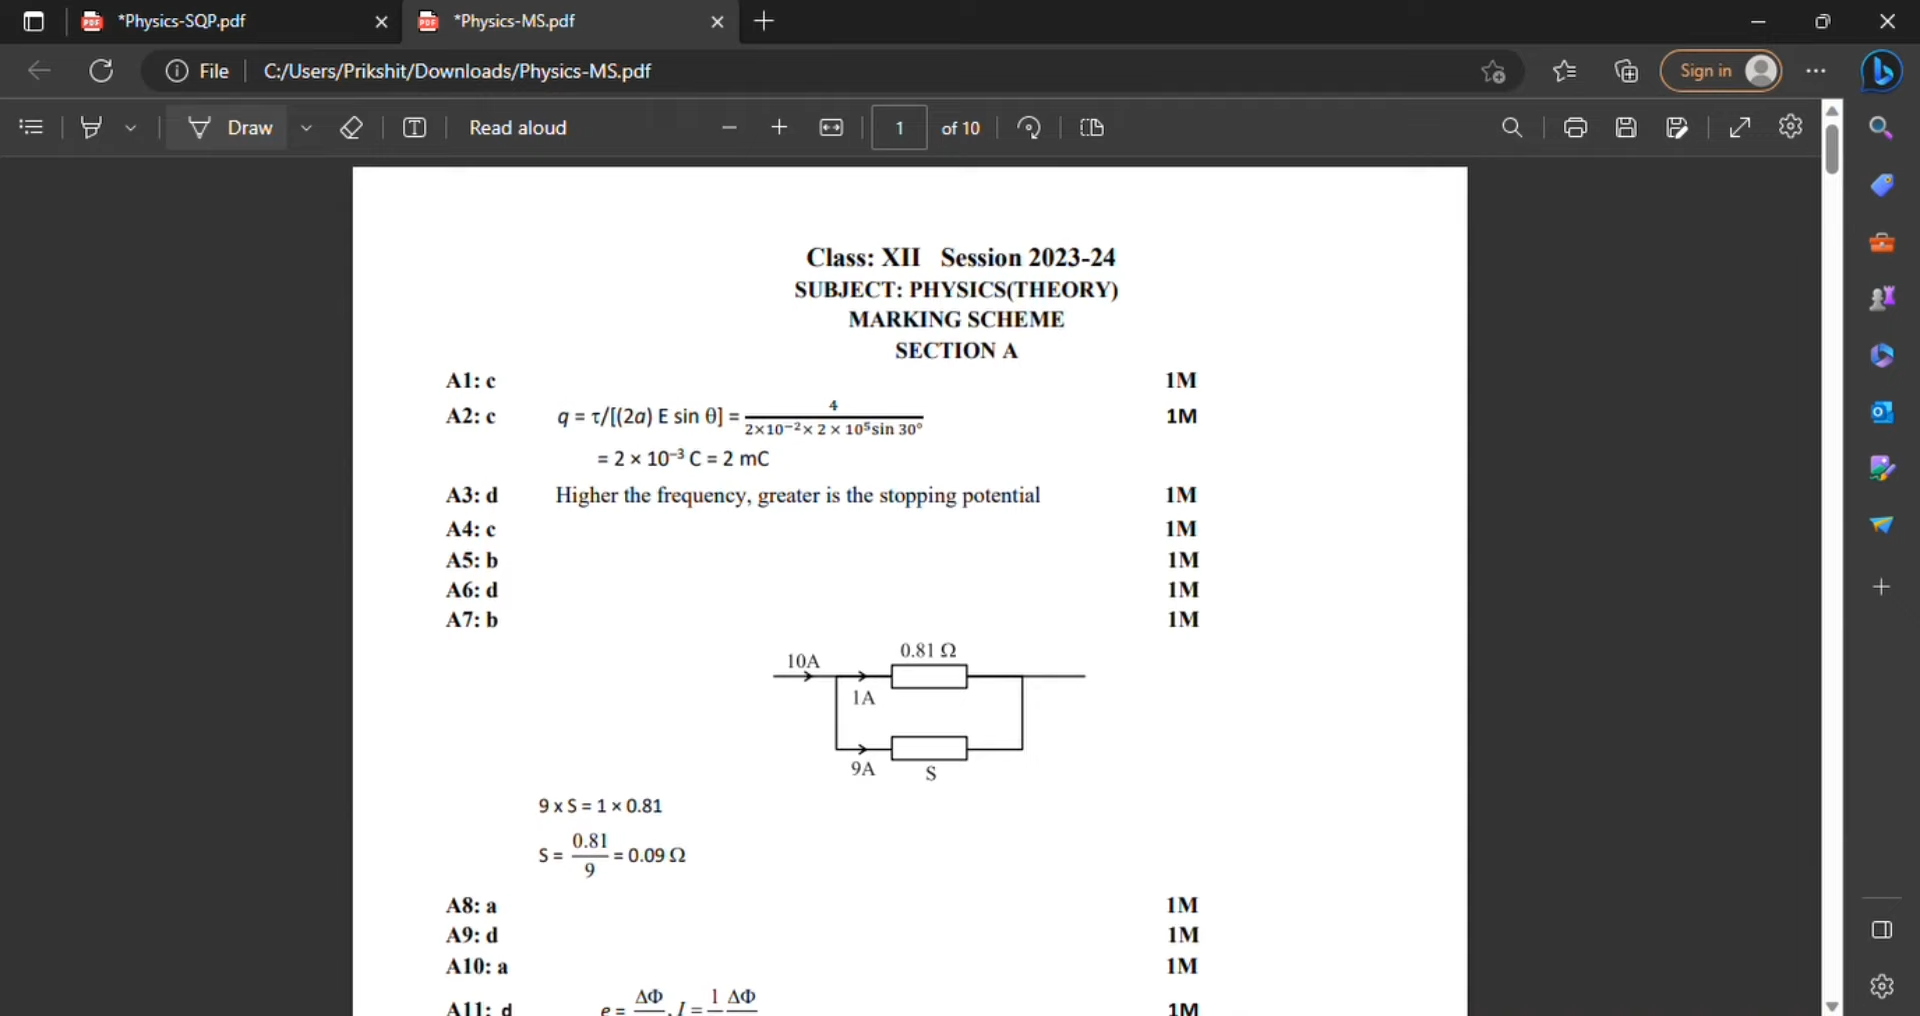 *Physics-SQP.pdf
*Physics-MS.pdf
File
C:/Users/Prikshit/Downloads/Physics-MS.pdf
Sign in
Draw
Read aloud
1
of 10
Class: XII Session 2023-24
SUBJECT: PHYSICS(THEORY)
MARKING SCHEME
SECTION A
A1: c 1M
A2: c q = τ/[(2a) E sin θ] = 4 / 2×10⁻²× 2 × 10⁵sin 30° 1M
= 2 × 10⁻³ C = 2 mC
A3: d Higher the frequency, greater is the stopping potential 1M
A4: c 1M
A5: b 1M
A6: d 1M
A7: b 1M
0.81 Ω
10A
1A
9A
S
9 x S = 1 × 0.81
S = 0.81 / 9 = 0.09 Ω
A8: a 1M
A9: d 1M
A10: a 1M
A11: d e = ΔΦ , I = 1 ΔΦ 1M